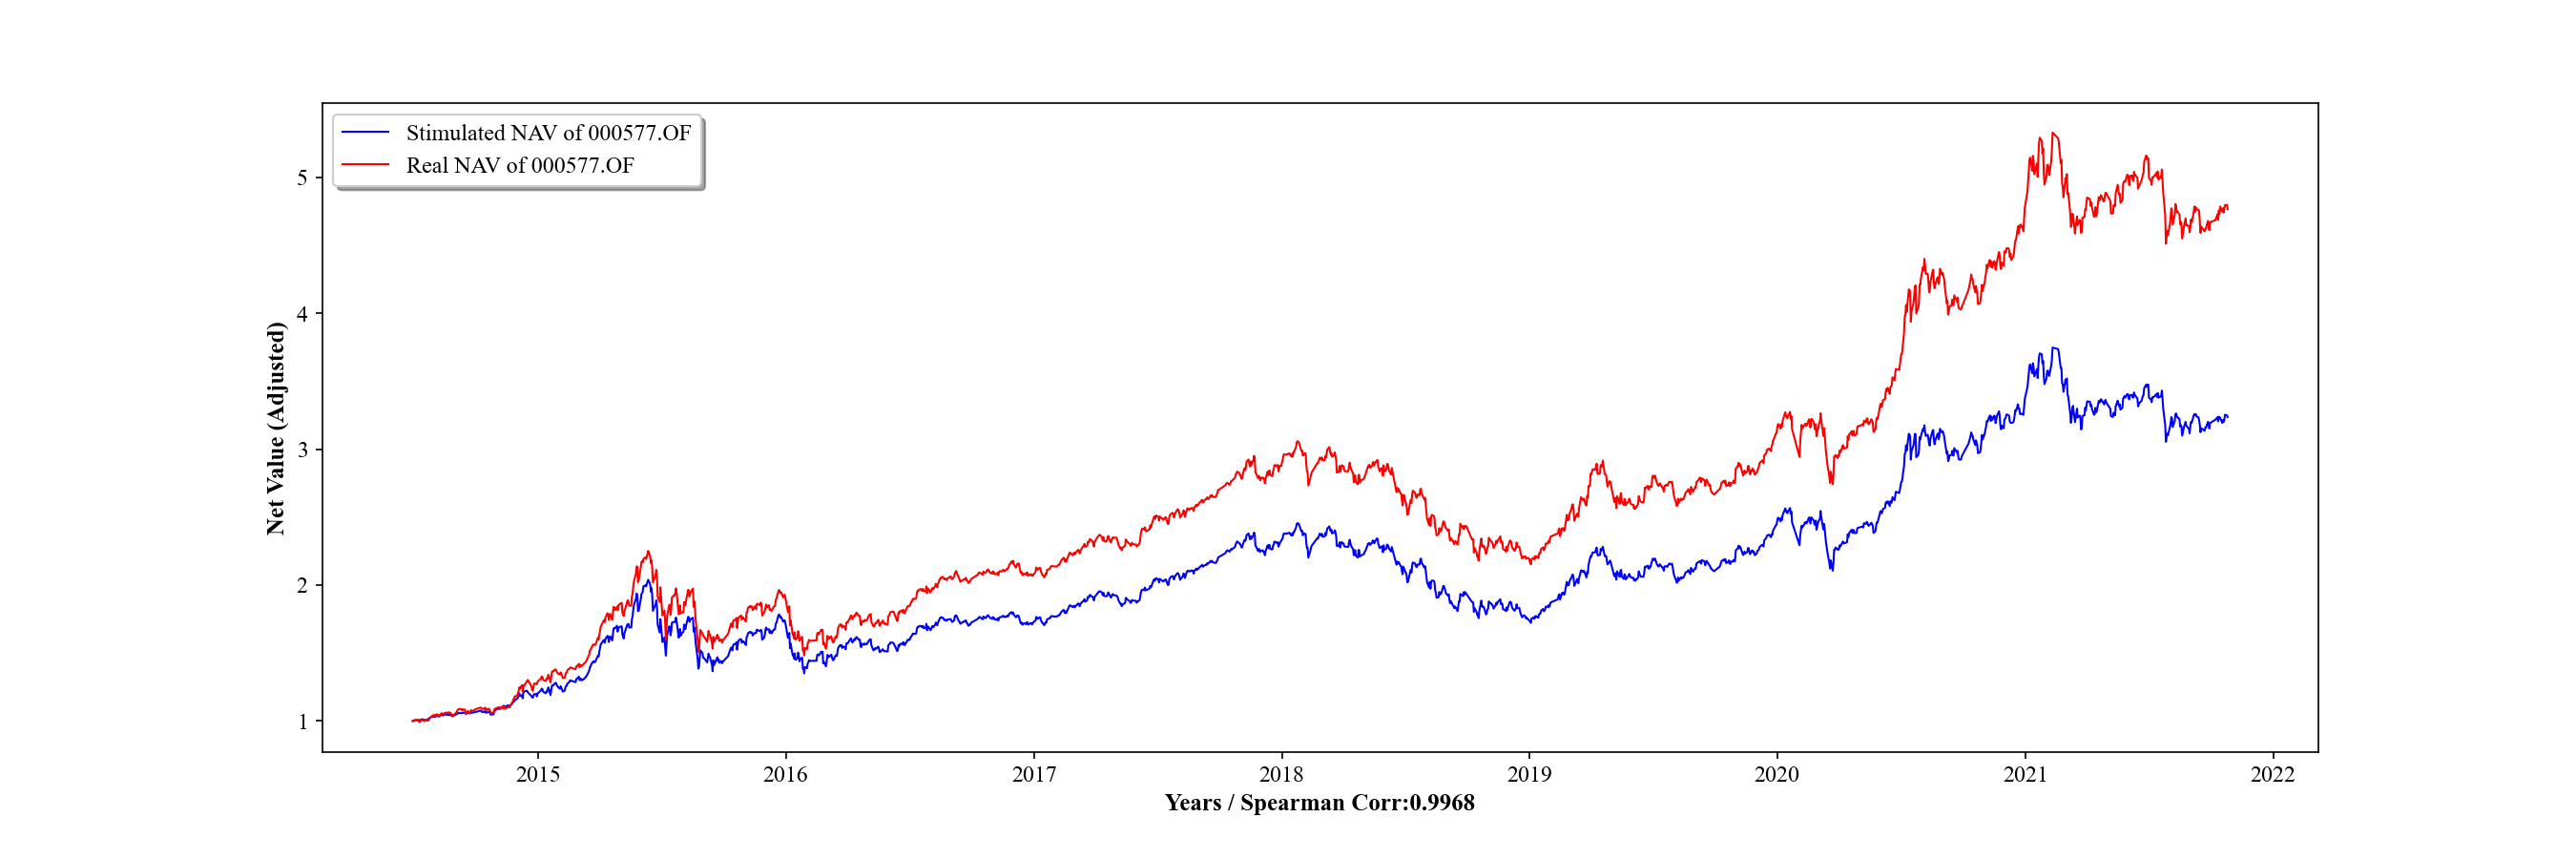 Stimulated NAV of 000577.OF
Real NAV of 000577.OF
5
4
3
2
1
Net Value (Adjusted)
2015 2016 2017 2018 2019 2020 2021 2022
Years / Spearman Corr:0.9968